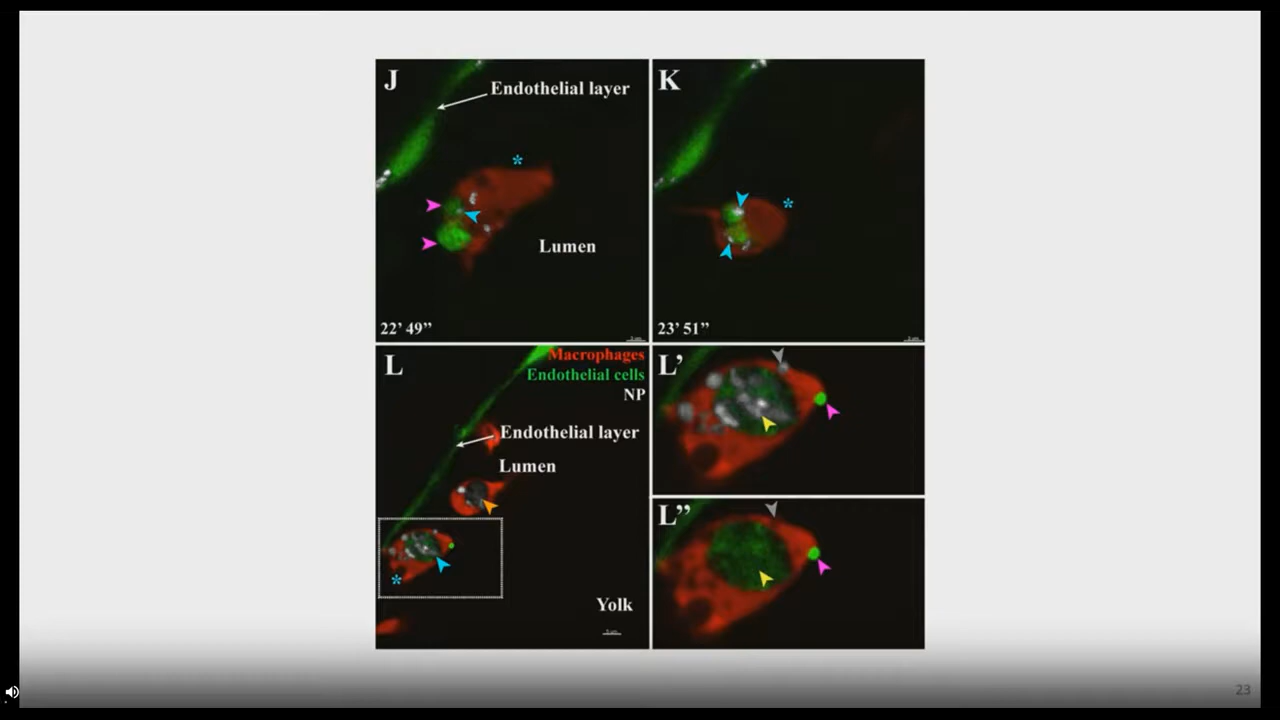 J
Endothelial layer
*
Lumen
22’ 49”
K
*
23’ 51”
L
Macrophages
Endothelial cells
NP
Endothelial layer
Lumen
*
Yolk
L’
L”
23